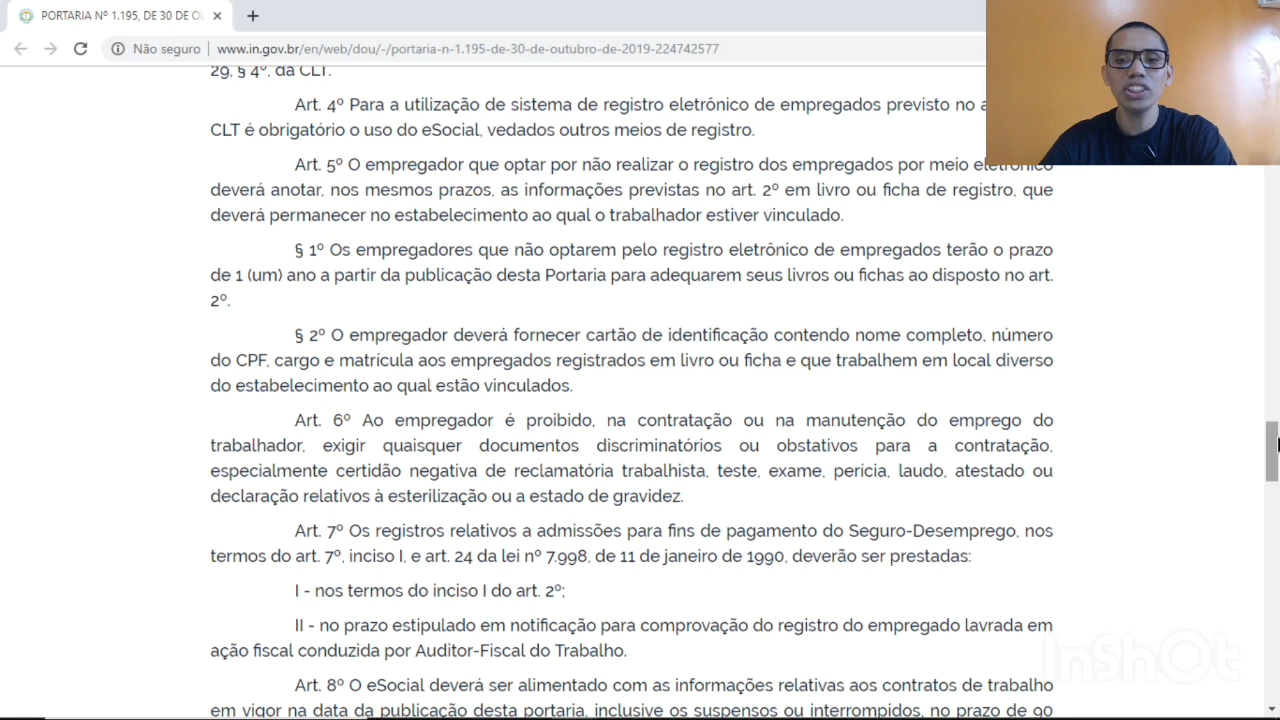 PORTARIA Nº 1.195, DE 30 DE OU
Não seguro
www.in.gov.br/en/web/dou/-/portaria-n-1.195-de-30-de-outubro-de-2019-224742577
29, § 4º, da CLT.
Art. 4º Para a utilização de sistema de registro eletrônico de empregados previsto no a
CLT é obrigatório o uso do eSocial, vedados outros meios de registro.
Art. 5º O empregador que optar por não realizar o registro dos empregados por meio eletrônico
deverá anotar, nos mesmos prazos, as informações previstas no art. 2º em livro ou ficha de registro, que
deverá permanecer no estabelecimento ao qual o trabalhador estiver vinculado.
§ 1º Os empregadores que não optarem pelo registro eletrônico de empregados terão o prazo
de 1 (um) ano a partir da publicação desta Portaria para adequarem seus livros ou fichas ao disposto no art.
2º.
§ 2º O empregador deverá fornecer cartão de identificação contendo nome completo, número
do CPF, cargo e matrícula aos empregados registrados em livro ou ficha e que trabalhem em local diverso
do estabelecimento ao qual estão vinculados.
Art. 6º Ao empregador é proibido, na contratação ou na manutenção do emprego do
trabalhador, exigir quaisquer documentos discriminatórios ou obstativos para a contratação,
especialmente certidão negativa de reclamatória trabalhista, teste, exame, perícia, laudo, atestado ou
declaração relativos à esterilização ou a estado de gravidez.
Art. 7º Os registros relativos a admissões para fins de pagamento do Seguro-Desemprego, nos
termos do art. 7º, inciso I, e art. 24 da lei nº 7.998, de 11 de janeiro de 1990, deverão ser prestadas:
I - nos termos do inciso I do art. 2º;
II - no prazo estipulado em notificação para comprovação do registro do empregado lavrada em
ação fiscal conduzida por Auditor-Fiscal do Trabalho.
Art. 8º O eSocial deverá ser alimentado com as informações relativas aos contratos de trabalho
em vigor na data da publicação desta portaria, inclusive os suspensos ou interrompidos, no prazo de 90
InShOt